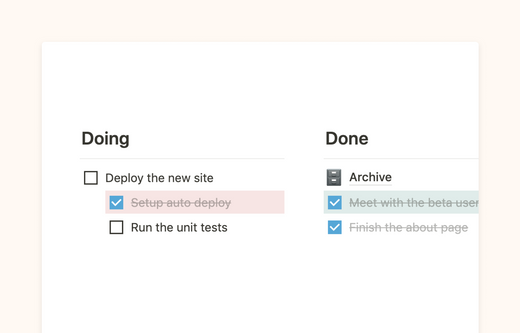 Doing
Deploy the new site
Setup auto deploy
Run the unit tests
Done
Archive
Meet with the beta user
Finish the about page